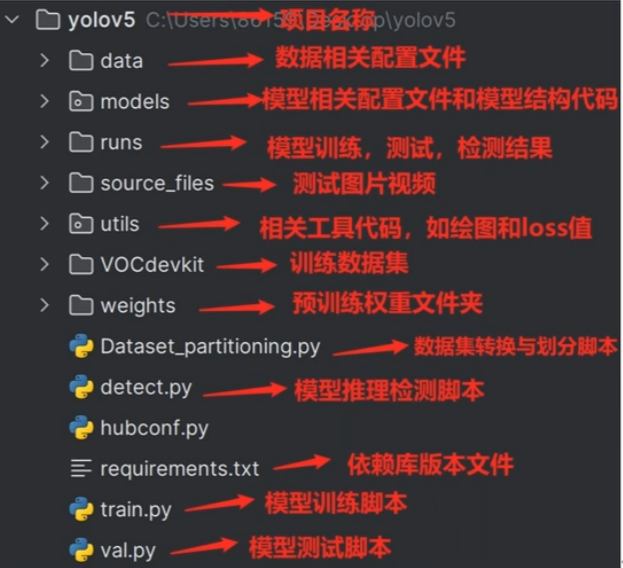 yolov5 C:\Users\8615 p\yolov5 项目名称
data 数据相关配置文件
models 模型相关配置文件和模型结构代码
runs 模型训练，测试，检测结果
source_files 测试图片视频
utils 相关工具代码，如绘图和loss值
VOCdevkit 训练数据集
weights 预训练权重文件夹
Dataset_partitioning.py 数据集转换与划分脚本
detect.py 模型推理检测脚本
hubconf.py
requirements.txt 依赖库版本文件
train.py 模型训练脚本
val.py 模型测试脚本